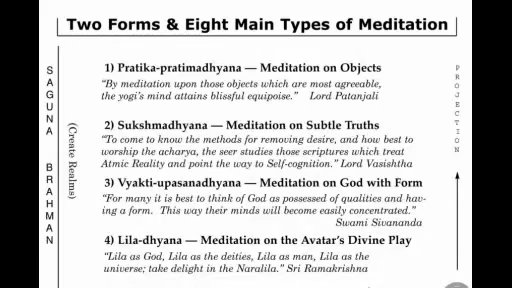 Two Forms & Eight Main Types of Meditation
SAGUNA BRAHMAN
(Create Realms)
1) Pratika-pratimadhyana — Meditation on Objects
“By meditation upon those objects which are most agreeable,
the yogi's mind attains blissful equipoise.” Lord Patanjali
2) Sukshmadhyana — Meditation on Subtle Truths
“To come to know the methods for removing desire, and how best to
worship the acharya, the seer studies those scriptures which treat
Atmic Reality and point the way to Self-cognition.” Lord Vasishtha
3) Vyakti-upasanadhyana — Meditation on God with Form
“For many it is best to think of God as possessed of qualities and hav-
ing a form. This way their minds will become easily concentrated.”
Swami Sivananda
4) Lila-dhyana — Meditation on the Avatar's Divine Play
“Lila as God, Lila as the deities, Lila as man, Lila as the
universe; take delight in the Naralila.” Sri Ramakrishna
PROJECTION